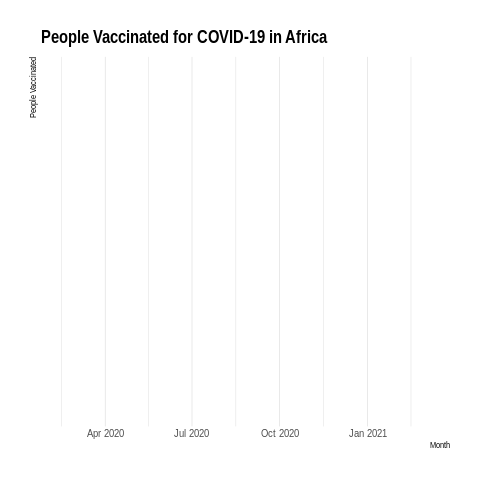 People Vaccinated for COVID-19 in Africa
People Vaccinated
Apr 2020
Jul 2020
Oct 2020
Jan 2021
Month